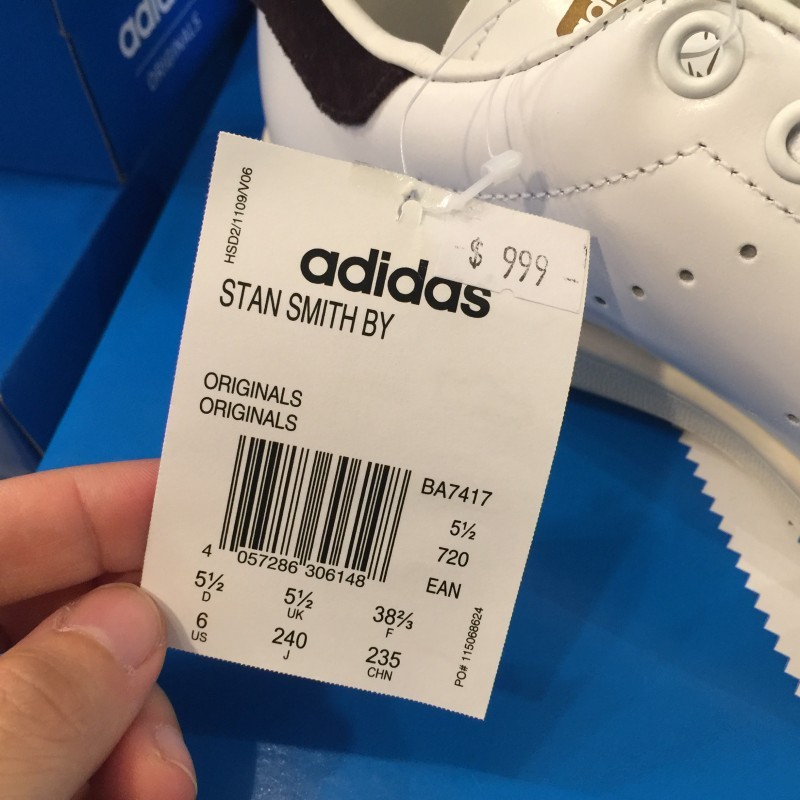 adidas
ORIGINALS
HSD2/1109/V06
$ 999
adidas
STAN SMITH BY
ORIGINALS
ORIGINALS
BA7417
5½
720
EAN
4 057286 306148
5½ D
5½ UK
38⅔ F
6 US
240 J
235 CHN
PO# 115068624